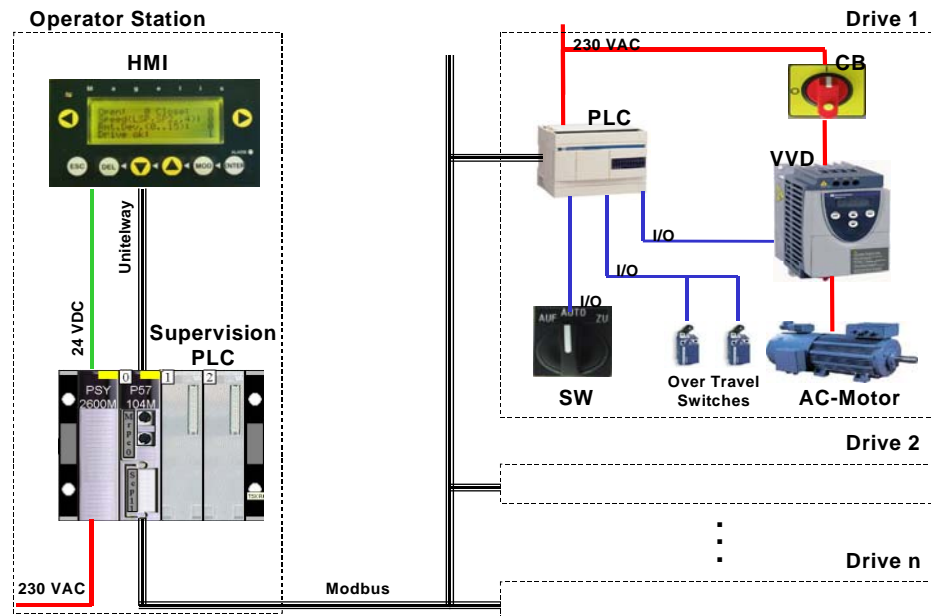 Operator Station
HMI
M a g e l i s
ESC
DEL
MOD
ENTER
24 VDC
Unitelway
Supervision
PLC
0
1
2
PSY
2600M
P57
104M
230 VAC
Modbus
Drive 1
230 VAC
CB
PLC
VVD
I/O
I/O
I/O
AUF
AUTO
ZU
SW
Over Travel
Switches
AC-Motor
Drive 2
Drive n